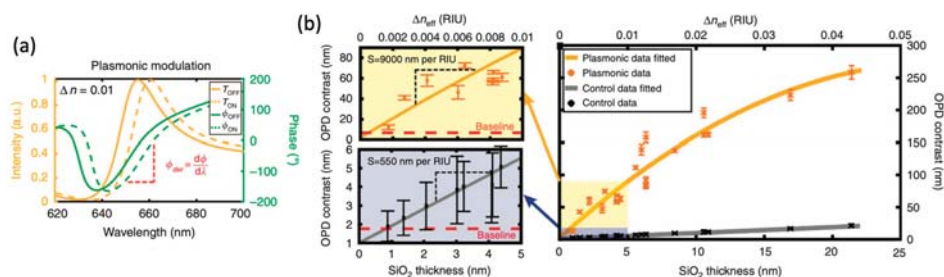 (a)
Plasmonic modulation
Δn = 0.01
T_OFF
T_ON
ϕ_OFF
ϕ_ON
ϕ_der = dϕ/dλ
Intensity (a.u.)
1
0
Phase (°)
200
100
0
−100
−200
620 640 660 680 700
Wavelength (nm)
(b)
Δn_eff (RIU)
0 0.002 0.004 0.006 0.008 0.01
S=9000 nm per RIU
OPD contrast (nm)
80
60
40
20
0
Baseline
S=550 nm per RIU
OPD contrast (nm)
6
5
4
3
2
1
Baseline
0 1 2 3 4 5
SiO₂ thickness (nm)
Δn_eff (RIU)
0 0.01 0.02 0.03 0.04 0.05
Plasmonic data fitted
Plasmonic data
Control data fitted
Control data
300
250
200
150
100
50
0
OPD contrast (nm)
0 5 10 15 20 25
SiO₂ thickness (nm)